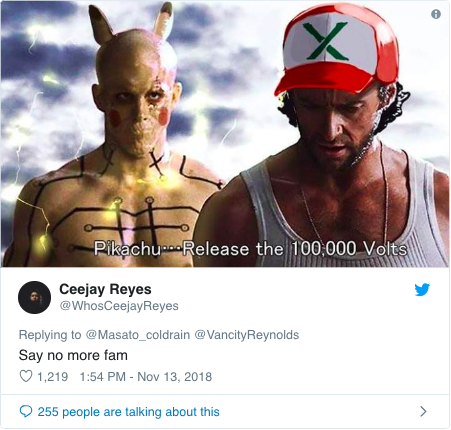 X
Pikachu…Release the 100,000 Volts
Ceejay Reyes
@WhosCeejayReyes
Replying to @Masato_coldrain @VancityReynolds
Say no more fam
1,219 1:54 PM - Nov 13, 2018
255 people are talking about this